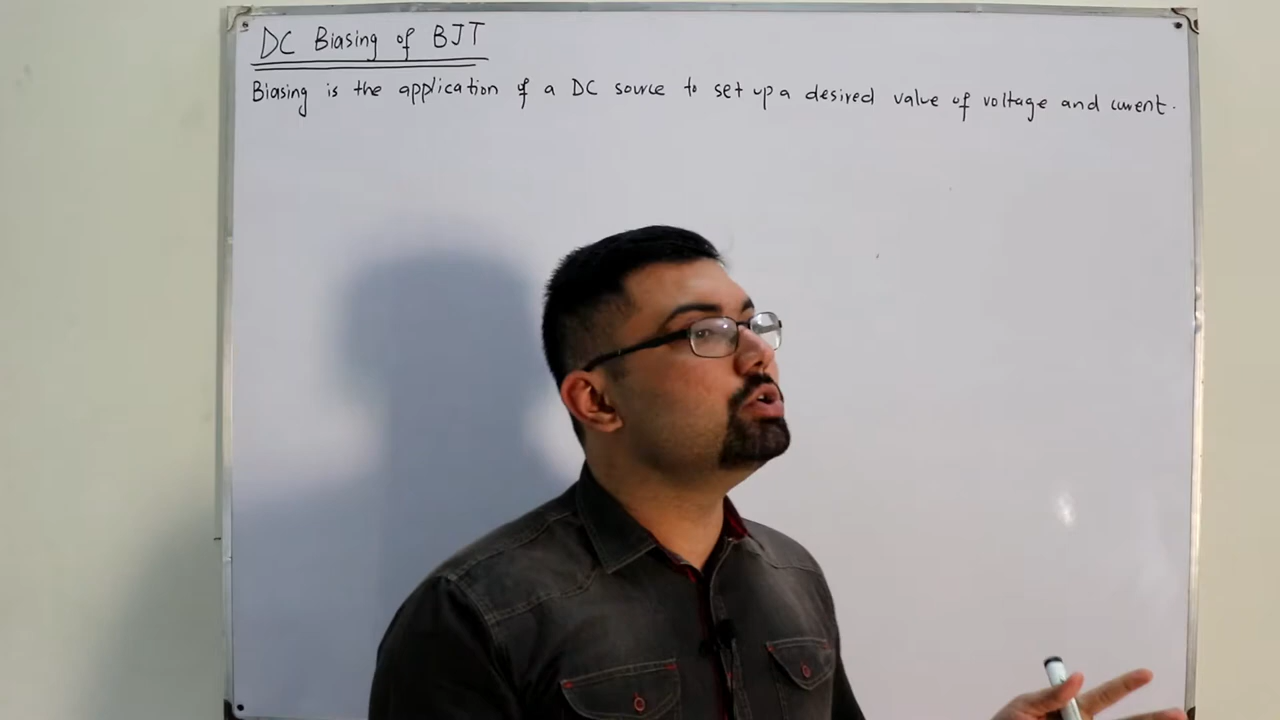 DC Biasing of BJT
Biasing is the application of a DC source to set up a desired value of voltage and current.